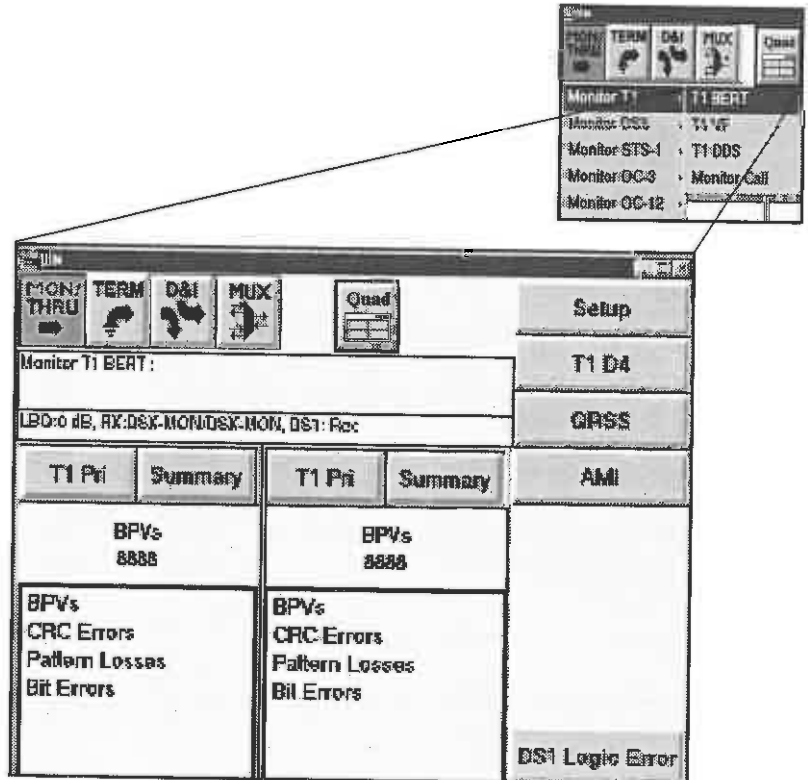 MON/ THRU
TERM
D&I
MUX
Quad
Monitor T1
T1 BERT
Monitor DS3
T1 VF
Monitor STS-1
T1 DDS
Monitor OC-3
Monitor Call
Monitor OC-12
MON/ THRU
TERM
D&I
MUX
Quad
Setup
Monitor T1 BERT :
T1 D4
LBO:0 dB, RX:DSX-MON/DSX-MON, DS1: Rec
QRSS
T1 Pri
Summary
T1 Pri
Summary
AMI
BPVs
8888
BPVs
8888
BPVs
CRC Errors
Pattern Losses
Bit Errors
BPVs
CRC Errors
Pattern Losses
Bit Errors
DS1 Logic Error